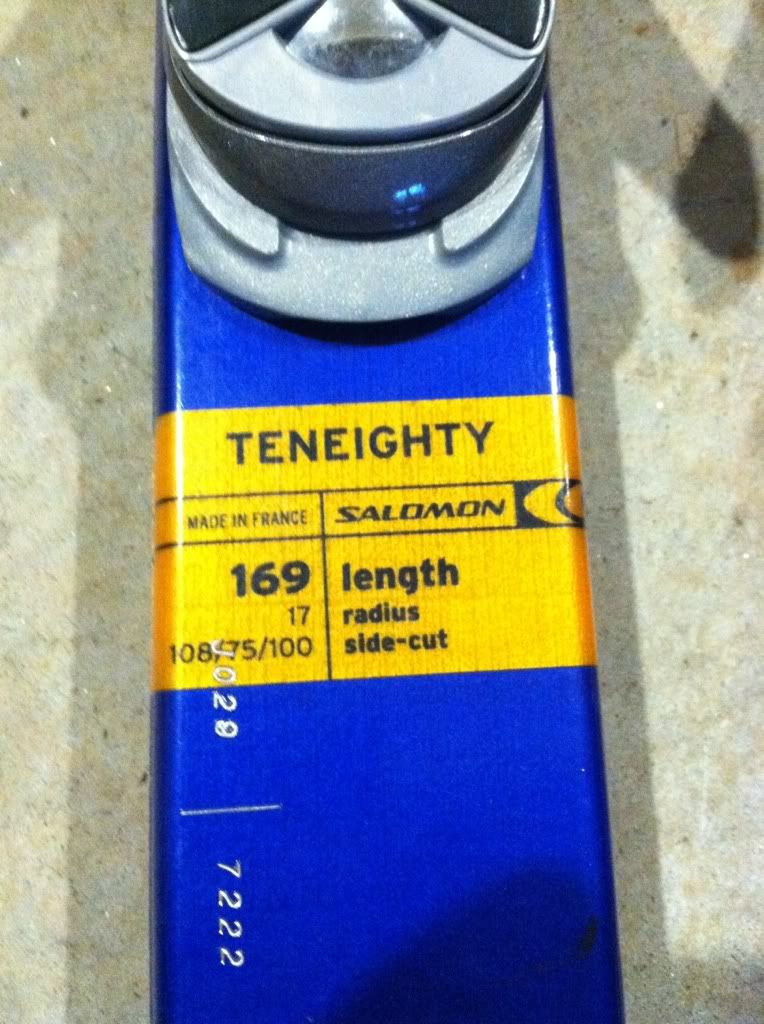 TENEIGHTY
MADE IN FRANCE
SALOMON
169 length
17 radius
108/75/100 side-cut
7222